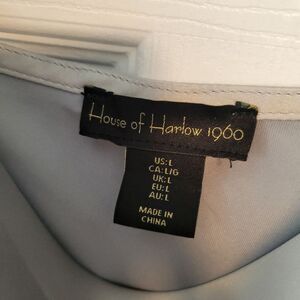 House of Harlow 1960
US:L
CA:L/G
UK:L
EU:L
AU:L
MADE IN
CHINA